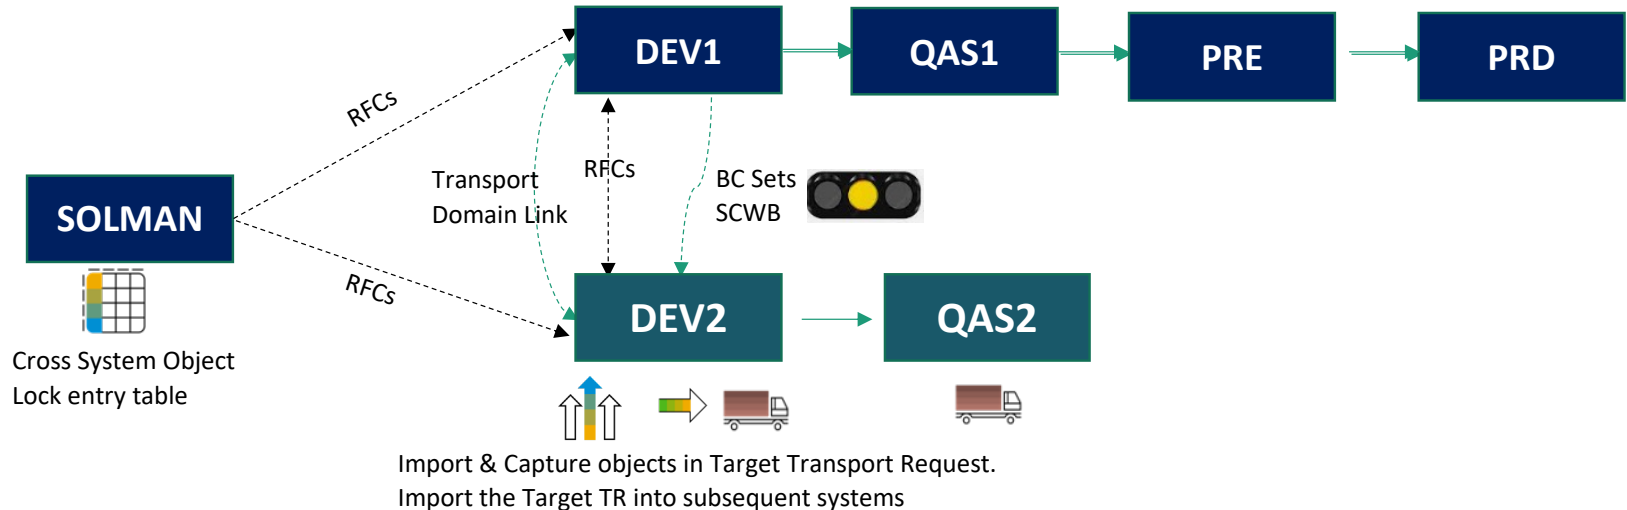 DEV1
QAS1
PRE
PRD
RFCs
Transport
Domain Link
RFCs
BC Sets
SCWB
SOLMAN
RFCs
DEV2
QAS2
Cross System Object
Lock entry table
Import & Capture objects in Target Transport Request.
Import the Target TR into subsequent systems